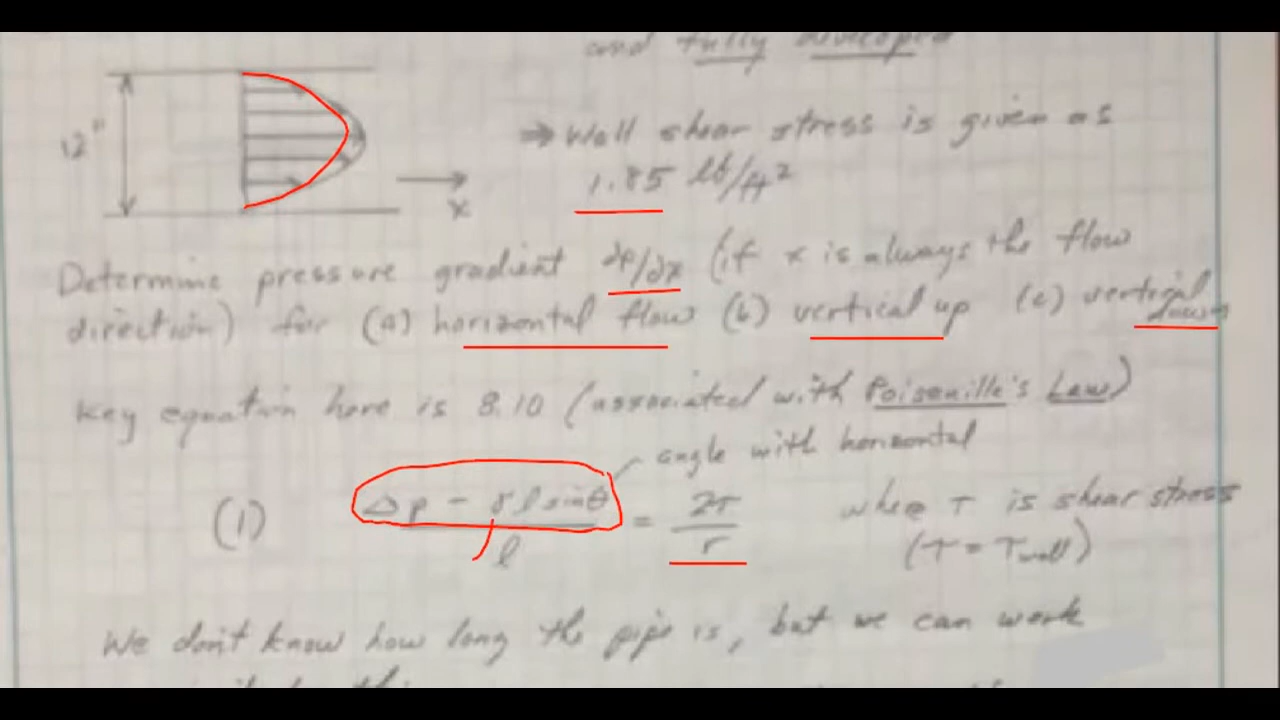 and fully developed
12"
→ Wall shear stress is given as
1.85 lb/ft²
x
Determine pressure gradient ∂p/∂x (if x is always the flow
direction) for (a) horizontal flow (b) vertical up (c) vertical
down
Key equation here is 8.10 (associated with Poiseuille's Law)
angle with horizontal
(1) Δp - γl sinθ / l = 2τ / r where τ is shear stress
(τ = τwall)
We don't know how long the pipe is, but we can work